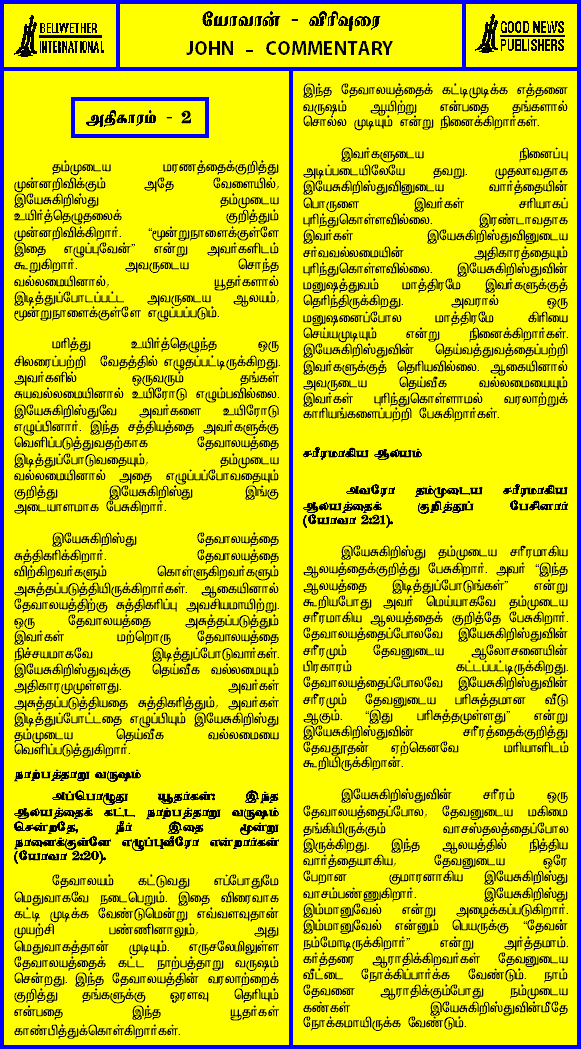 BELWETHER
INTERNATIONAL
யோவான் - விரிவுரை
JOHN - COMMENTARY
GOOD NEWS
PUBLISHERS
அதிகாரம் - 2
தம்முடைய மரணத்தைக்குறித்து
முன்னறிவிக்கும் அதே வேளையில்,
இயேசுகிறிஸ்து தம்முடைய
உயிர்த்தெழுதலைக் குறித்தும்
முன்னறிவிக்கிறார். “மூன்றுநாளைக்குள்ளே
இதை எழுப்புவேன்” என்று அவர்களிடம்
கூறுகிறார். அவருடைய சொந்த
வல்லமையினால், யூதர்களால்
இடித்துப்போடப்பட்ட அவருடைய ஆலயம்,
மூன்றுநாளைக்குள்ளே எழுப்பப்படும்.
மரித்து உயிர்த்தெழுந்த ஒரு
சிலரைப்பற்றி வேதத்தில் எழுதப்பட்டிருக்கிறது.
அவர்களில் ஒருவரும் தங்கள்
சுயவல்லமையினால் உயிரோடு எழும்பவில்லை.
இயேசுகிறிஸ்துவே அவர்களை உயிரோடு
எழுப்பினார். இந்த சத்தியத்தை அவர்களுக்கு
வெளிப்படுத்துவதற்காக தேவாலயத்தை
இடித்துப்போடுவதையும், தம்முடைய
வல்லமையினால் அதை எழுப்பப்போவதையும்
குறித்து இயேசுகிறிஸ்து இங்கு
அடையாளமாக பேசுகிறார்.
இயேசுகிறிஸ்து தேவாலயத்தை
சுத்திகரிக்கிறார். தேவாலயத்தை
விற்கிறவர்களும் கொள்ளுகிறவர்களும்
அசுத்தப்படுத்தியிருக்கிறார்கள். ஆகையினால்
தேவாலயத்திற்கு சுத்திகரிப்பு அவசியமாயிற்று.
ஒரு தேவாலயத்தை அசுத்தப்படுத்தும்
இவர்கள் மற்றொரு தேவாலயத்தை
நிச்சயமாகவே இடித்துப்போடுவார்கள்.
இயேசுகிறிஸ்துவுக்கு தெய்வீக வல்லமையும்
அதிகாரமுமுள்ளது. அவர்கள்
அசுத்தப்படுத்தியதை சுத்திகரித்தும், அவர்கள்
இடித்துப்போட்டதை எழுப்பியும் இயேசுகிறிஸ்து
தம்முடைய தெய்வீக வல்லமையை
வெளிப்படுத்துகிறார்.
நாற்பத்தாறு வருஷம்
அப்பொழுது யூதர்கள்: இந்த
ஆலயத்தைக் கட்ட நாற்பத்தாறு வருஷம்
சென்றதே, நீர் இதை மூன்று
நாளைக்குள்ளே எழுப்புவீரோ என்றார்கள்
(யோவா 2:20).
தேவாலயம் கட்டுவது எப்போதுமே
மெதுவாகவே நடைபெறும். இதை விரைவாக
கட்டி முடிக்க வேண்டுமென்று எவ்வளவுதான்
முயற்சி பண்ணினாலும், அது
மெதுவாகத்தான் முடியும். எருசலேமிலுள்ள
தேவாலயத்தைக் கட்ட நாற்பத்தாறு வருஷம்
சென்றது. இந்த தேவாலயத்தின் வரலாற்றைக்
குறித்து தங்களுக்கு ஓரளவு தெரியும்
என்பதை இந்த யூதர்கள்
காண்பித்துக்கொள்கிறார்கள்.
இந்த தேவாலயத்தைக் கட்டிமுடிக்க எத்தனை
வருஷம் ஆயிற்று என்பதை தங்களால்
சொல்ல முடியும் என்று நினைக்கிறார்கள்.
இவர்களுடைய நினைப்பு
அடிப்படையிலேயே தவறு. முதலாவதாக
இயேசுகிறிஸ்துவினுடைய வார்த்தையின்
பொருளை இவர்கள் சரியாகப்
புரிந்துகொள்ளவில்லை. இரண்டாவதாக
இவர்கள் இயேசுகிறிஸ்துவினுடைய
சர்வவல்லமையின் அதிகாரத்தையும்
புரிந்துகொள்ளவில்லை. இயேசுகிறிஸ்துவின்
மனுஷத்துவம் மாத்திரமே இவர்களுக்குத்
தெரிந்திருக்கிறது. அவரால் ஒரு
மனுஷனைப்போல மாத்திரமே கிரியை
செய்யமுடியும் என்று நினைக்கிறார்கள்.
இயேசுகிறிஸ்துவின் தெய்வத்துவத்தைப்பற்றி
இவர்களுக்குத் தெரியவில்லை. ஆகையினால்
அவருடைய தெய்வீக வல்லமையையும்
இவர்கள் புரிந்துகொள்ளாமல் வரலாற்றுக்
காரியங்களைப்பற்றி பேசுகிறார்கள்.
சரீரமாகிய ஆலயம்
அவரோ தம்முடைய சரீரமாகிய
ஆலயத்தைக் குறித்துப் பேசினார்
(யோவா 2:21).
இயேசுகிறிஸ்து தம்முடைய சரீரமாகிய
ஆலயத்தைக்குறித்து பேசுகிறார். அவர் “இந்த
ஆலயத்தை இடித்துப்போடுங்கள்” என்று
கூறியபோது அவர் மெய்யாகவே தம்முடைய
சரீரமாகிய ஆலயத்தைக் குறித்தே பேசுகிறார்.
தேவாலயத்தைப்போலவே இயேசுகிறிஸ்துவின்
சரீரமும் தேவனுடைய ஆலோசனையின்
பிரகாரம் கட்டப்பட்டிருக்கிறது.
தேவாலயத்தைப்போலவே இயேசுகிறிஸ்துவின்
சரீரமும் தேவனுடைய பரிசுத்தமான வீடு
ஆகும். “இது பரிசுத்தமுள்ளது” என்று
இயேசுகிறிஸ்துவின் சரீரத்தைக்குறித்து
தேவதூதன் ஏற்கெனவே மரியாளிடம்
கூறியிருக்கிறான்.
இயேசுகிறிஸ்துவின் சரீரம் ஒரு
தேவாலயத்தைப்போல, தேவனுடைய மகிமை
தங்கியிருக்கும் வாசஸ்தலத்தைப்போல
இருக்கிறது. இந்த ஆலயத்தில் நித்திய
வார்த்தையாகிய, தேவனுடைய ஒரே
பேறான குமாரனாகிய இயேசுகிறிஸ்து
வாசம்பண்ணுகிறார். இயேசுகிறிஸ்து
இம்மானுவேல் என்று அழைக்கப்படுகிறார்.
இம்மானுவேல் என்னும் பெயருக்கு “தேவன்
நம்மோடிருக்கிறார்” என்று அர்த்தமாம்.
கர்த்தரை ஆராதிக்கிறவர்கள் தேவனுடைய
வீட்டை நோக்கிப்பார்க்க வேண்டும். நாம்
தேவனை ஆராதிக்கும்போது நம்முடைய
கண்கள் இயேசுகிறிஸ்துவின்மீதே
நோக்கமாயிருக்க வேண்டும்.